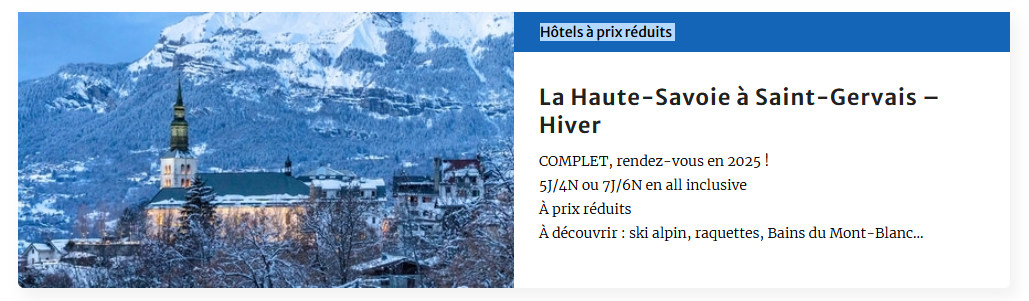 Hôtels à prix réduits
La Haute-Savoie à Saint-Gervais –
Hiver
COMPLET, rendez-vous en 2025 !
5J/4N ou 7J/6N en all inclusive
À prix réduits
À découvrir : ski alpin, raquettes, Bains du Mont-Blanc...